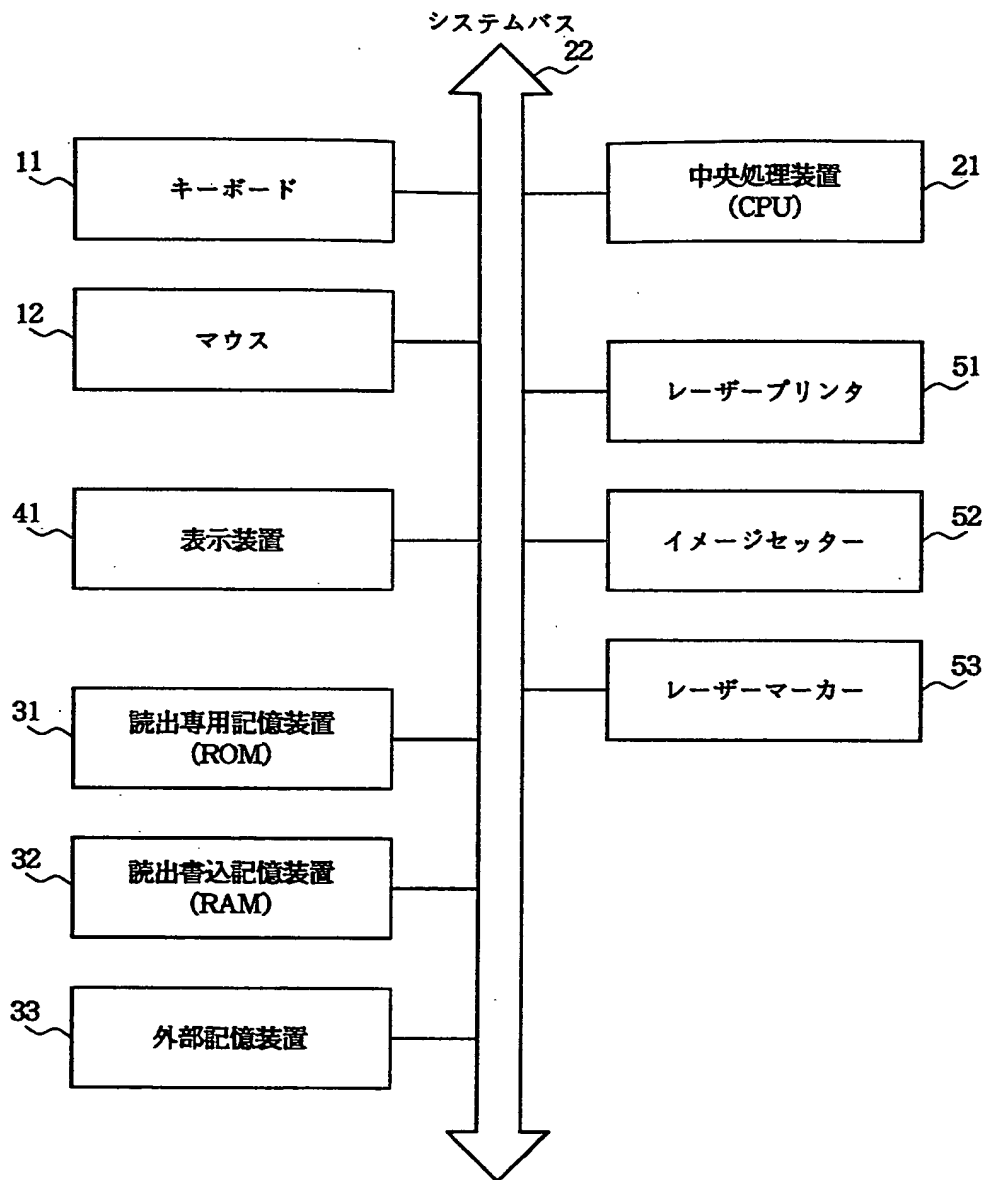 システムバス
22
11
キーボード
中央処理装置
(CPU)
21
12
マウス
レーザープリンタ
51
41
表示装置
イメージセッター
52
レーザーマーカー
53
31
読出専用記憶装置
(ROM)
32
読出書込記憶装置
(RAM)
33
外部記憶装置